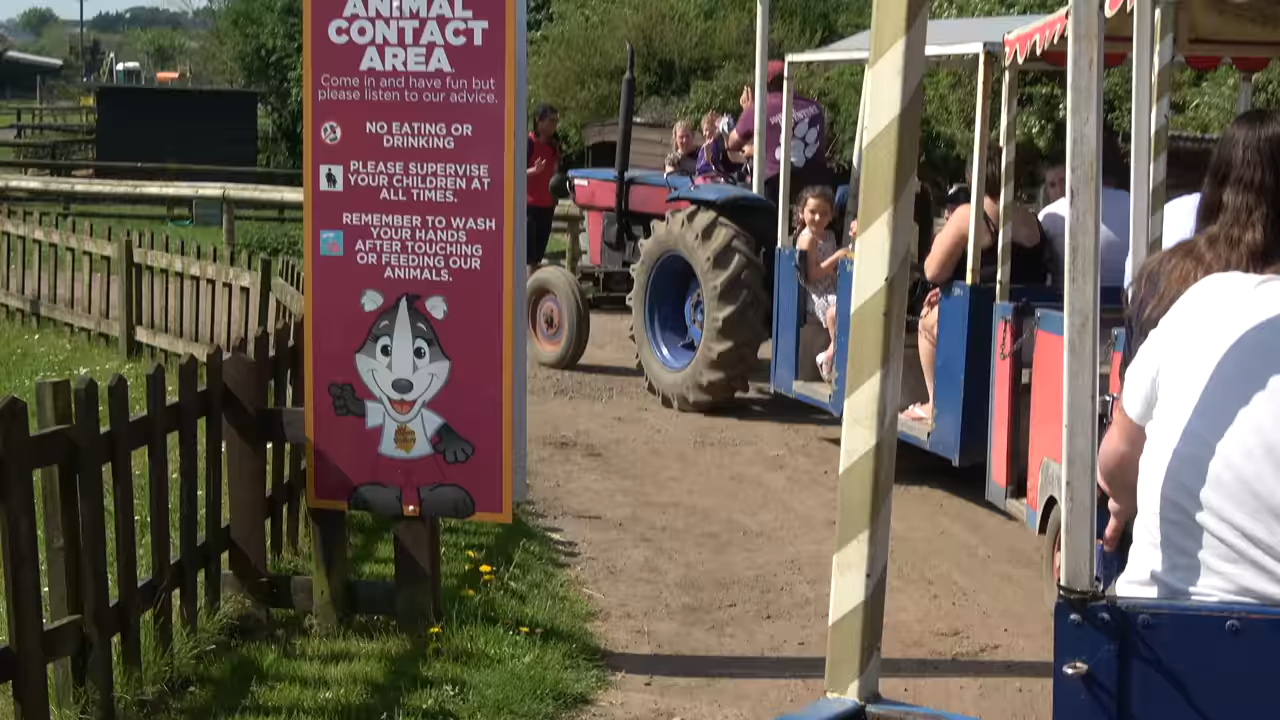 ANIMAL
CONTACT
AREA
Come in and have fun but
please listen to our advice.
NO EATING OR
DRINKING
PLEASE SUPERVISE
YOUR CHILDREN AT
ALL TIMES.
REMEMBER TO WASH
YOUR HANDS
AFTER TOUCHING
OR FEEDING OUR
ANIMALS.